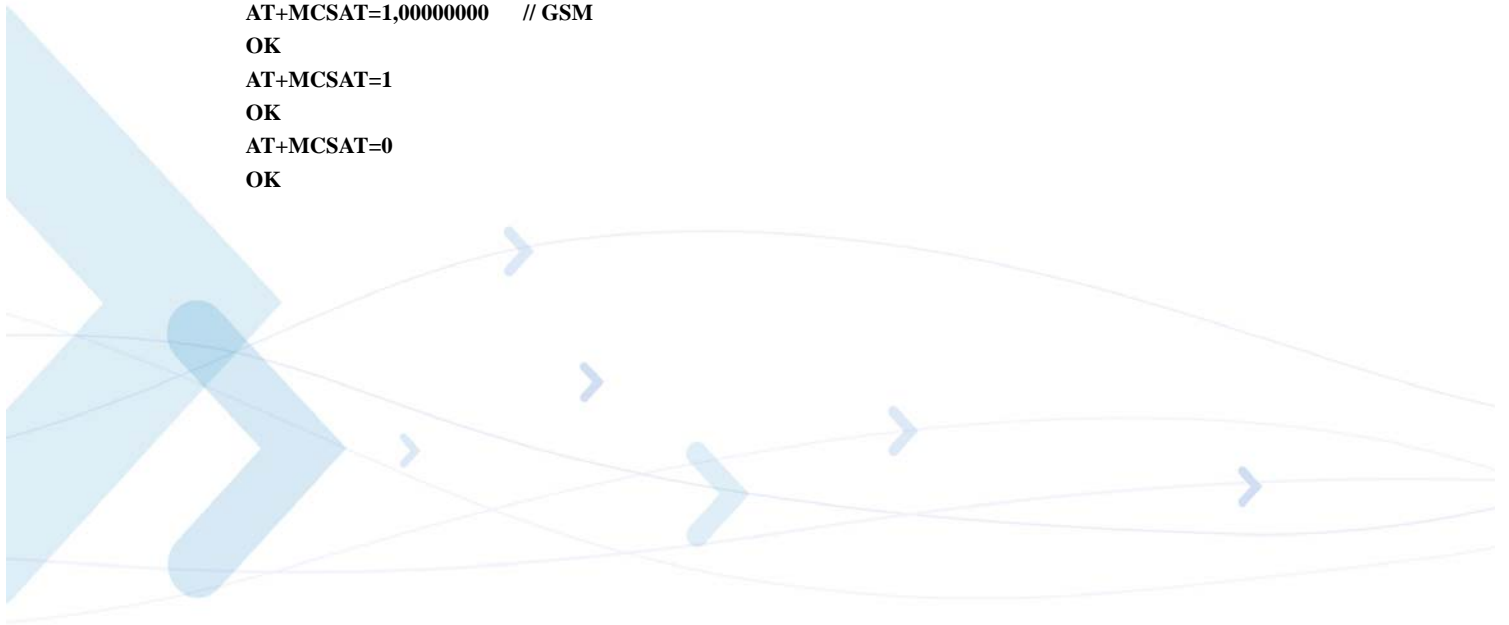 AT+MCSAT=1,00000000 // GSM
OK
AT+MCSAT=1
OK
AT+MCSAT=0
OK